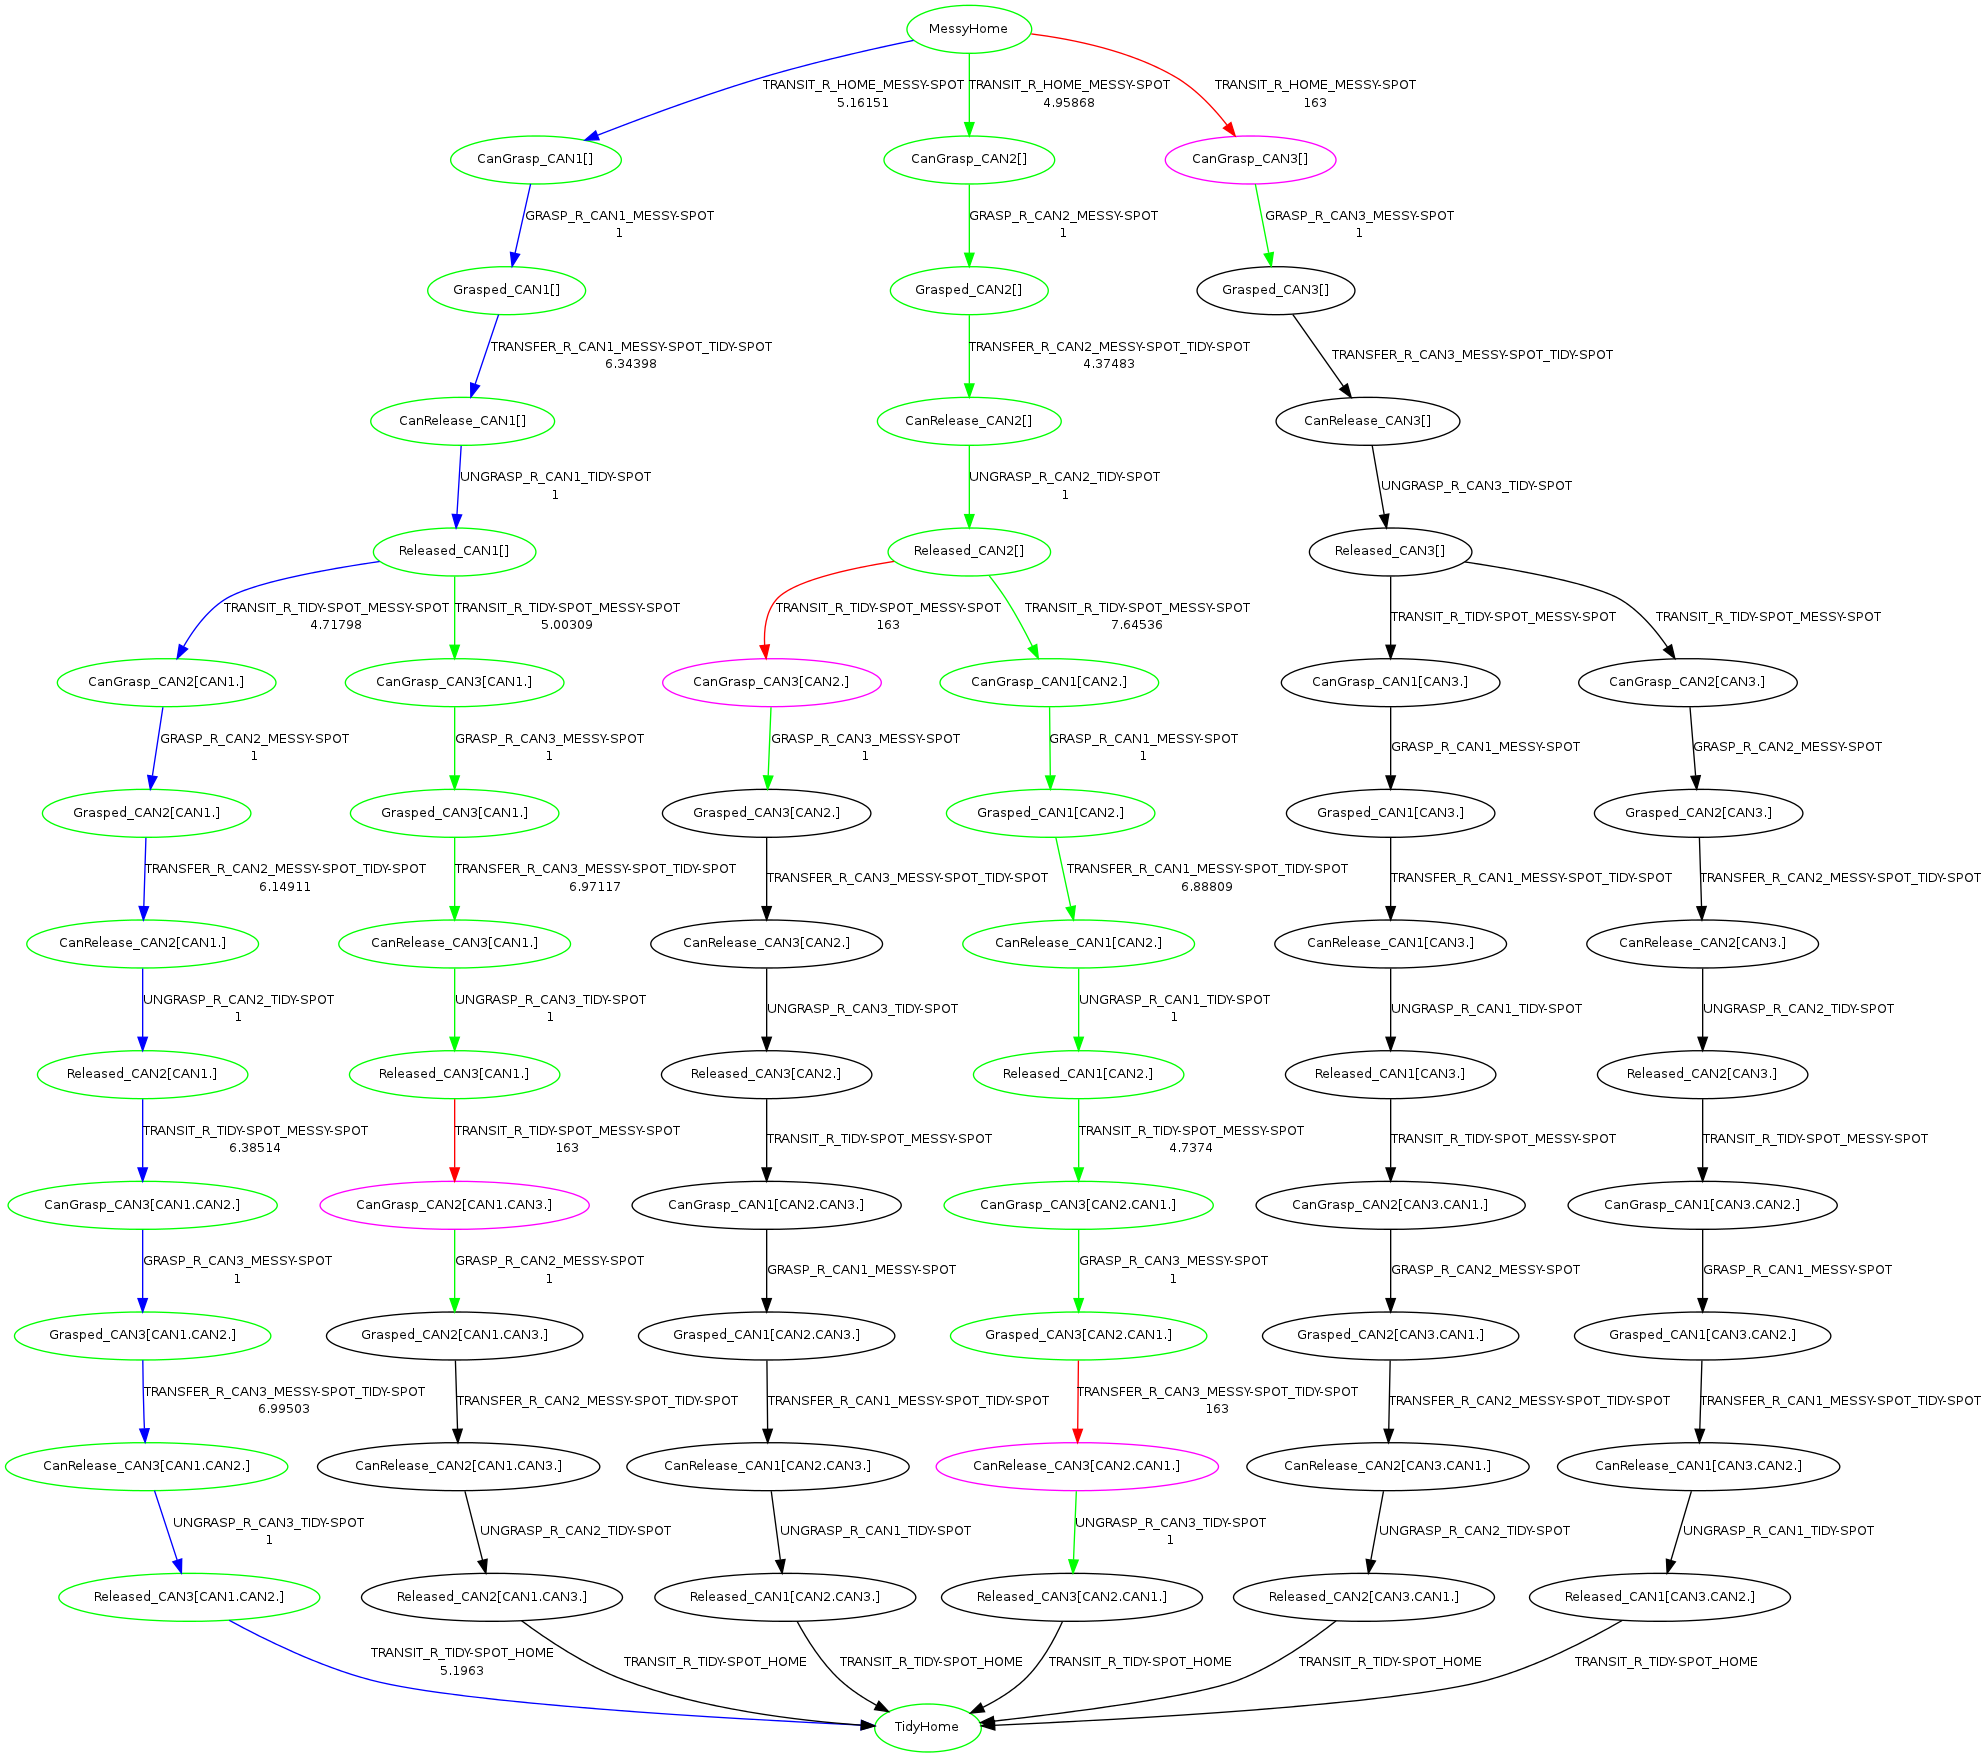 MessyHome
TRANSIT_R_HOME_MESSY-SPOT
5.16151
TRANSIT_R_HOME_MESSY-SPOT
4.95868
TRANSIT_R_HOME_MESSY-SPOT
163
CanGrasp_CAN1[]
CanGrasp_CAN2[]
CanGrasp_CAN3[]
GRASP_R_CAN1_MESSY-SPOT
1
GRASP_R_CAN2_MESSY-SPOT
1
GRASP_R_CAN3_MESSY-SPOT
1
Grasped_CAN1[]
Grasped_CAN2[]
Grasped_CAN3[]
TRANSFER_R_CAN1_MESSY-SPOT_TIDY-SPOT
6.34398
TRANSFER_R_CAN2_MESSY-SPOT_TIDY-SPOT
4.37483
TRANSFER_R_CAN3_MESSY-SPOT_TIDY-SPOT
CanRelease_CAN1[]
CanRelease_CAN2[]
CanRelease_CAN3[]
UNGRASP_R_CAN1_TIDY-SPOT
1
UNGRASP_R_CAN2_TIDY-SPOT
1
UNGRASP_R_CAN3_TIDY-SPOT
Released_CAN1[]
Released_CAN2[]
Released_CAN3[]
TRANSIT_R_TIDY-SPOT_MESSY-SPOT
4.71798
TRANSIT_R_TIDY-SPOT_MESSY-SPOT
5.00309
TRANSIT_R_TIDY-SPOT_MESSY-SPOT
163
TRANSIT_R_TIDY-SPOT_MESSY-SPOT
7.64536
TRANSIT_R_TIDY-SPOT_MESSY-SPOT
TRANSIT_R_TIDY-SPOT_MESSY-SPOT
CanGrasp_CAN2[CAN1.]
CanGrasp_CAN3[CAN1.]
CanGrasp_CAN3[CAN2.]
CanGrasp_CAN1[CAN2.]
CanGrasp_CAN1[CAN3.]
CanGrasp_CAN2[CAN3.]
GRASP_R_CAN2_MESSY-SPOT
1
GRASP_R_CAN3_MESSY-SPOT
1
GRASP_R_CAN3_MESSY-SPOT
1
GRASP_R_CAN1_MESSY-SPOT
1
GRASP_R_CAN1_MESSY-SPOT
GRASP_R_CAN2_MESSY-SPOT
Grasped_CAN2[CAN1.]
Grasped_CAN3[CAN1.]
Grasped_CAN3[CAN2.]
Grasped_CAN1[CAN2.]
Grasped_CAN1[CAN3.]
Grasped_CAN2[CAN3.]
TRANSFER_R_CAN2_MESSY-SPOT_TIDY-SPOT
6.14911
TRANSFER_R_CAN3_MESSY-SPOT_TIDY-SPOT
6.97117
TRANSFER_R_CAN3_MESSY-SPOT_TIDY-SPOT
TRANSFER_R_CAN1_MESSY-SPOT_TIDY-SPOT
6.88809
TRANSFER_R_CAN1_MESSY-SPOT_TIDY-SPOT
TRANSFER_R_CAN2_MESSY-SPOT_TIDY-SPOT
CanRelease_CAN2[CAN1.]
CanRelease_CAN3[CAN1.]
CanRelease_CAN3[CAN2.]
CanRelease_CAN1[CAN2.]
CanRelease_CAN1[CAN3.]
CanRelease_CAN2[CAN3.]
UNGRASP_R_CAN2_TIDY-SPOT
1
UNGRASP_R_CAN3_TIDY-SPOT
1
UNGRASP_R_CAN3_TIDY-SPOT
UNGRASP_R_CAN1_TIDY-SPOT
1
UNGRASP_R_CAN1_TIDY-SPOT
UNGRASP_R_CAN2_TIDY-SPOT
Released_CAN2[CAN1.]
Released_CAN3[CAN1.]
Released_CAN3[CAN2.]
Released_CAN1[CAN2.]
Released_CAN1[CAN3.]
Released_CAN2[CAN3.]
TRANSIT_R_TIDY-SPOT_MESSY-SPOT
6.38514
TRANSIT_R_TIDY-SPOT_MESSY-SPOT
163
TRANSIT_R_TIDY-SPOT_MESSY-SPOT
TRANSIT_R_TIDY-SPOT_MESSY-SPOT
4.7374
TRANSIT_R_TIDY-SPOT_MESSY-SPOT
TRANSIT_R_TIDY-SPOT_MESSY-SPOT
CanGrasp_CAN3[CAN1.CAN2.]
CanGrasp_CAN2[CAN1.CAN3.]
CanGrasp_CAN1[CAN2.CAN3.]
CanGrasp_CAN3[CAN2.CAN1.]
CanGrasp_CAN2[CAN3.CAN1.]
CanGrasp_CAN1[CAN3.CAN2.]
GRASP_R_CAN3_MESSY-SPOT
1
GRASP_R_CAN2_MESSY-SPOT
1
GRASP_R_CAN1_MESSY-SPOT
GRASP_R_CAN3_MESSY-SPOT
1
GRASP_R_CAN2_MESSY-SPOT
GRASP_R_CAN1_MESSY-SPOT
Grasped_CAN3[CAN1.CAN2.]
Grasped_CAN2[CAN1.CAN3.]
Grasped_CAN1[CAN2.CAN3.]
Grasped_CAN3[CAN2.CAN1.]
Grasped_CAN2[CAN3.CAN1.]
Grasped_CAN1[CAN3.CAN2.]
TRANSFER_R_CAN3_MESSY-SPOT_TIDY-SPOT
6.99503
TRANSFER_R_CAN2_MESSY-SPOT_TIDY-SPOT
TRANSFER_R_CAN1_MESSY-SPOT_TIDY-SPOT
TRANSFER_R_CAN3_MESSY-SPOT_TIDY-SPOT
163
TRANSFER_R_CAN2_MESSY-SPOT_TIDY-SPOT
TRANSFER_R_CAN1_MESSY-SPOT_TIDY-SPOT
CanRelease_CAN3[CAN1.CAN2.]
CanRelease_CAN2[CAN1.CAN3.]
CanRelease_CAN1[CAN2.CAN3.]
CanRelease_CAN3[CAN2.CAN1.]
CanRelease_CAN2[CAN3.CAN1.]
CanRelease_CAN1[CAN3.CAN2.]
UNGRASP_R_CAN3_TIDY-SPOT
1
UNGRASP_R_CAN2_TIDY-SPOT
UNGRASP_R_CAN1_TIDY-SPOT
UNGRASP_R_CAN3_TIDY-SPOT
1
UNGRASP_R_CAN2_TIDY-SPOT
UNGRASP_R_CAN1_TIDY-SPOT
Released_CAN3[CAN1.CAN2.]
Released_CAN2[CAN1.CAN3.]
Released_CAN1[CAN2.CAN3.]
Released_CAN3[CAN2.CAN1.]
Released_CAN2[CAN3.CAN1.]
Released_CAN1[CAN3.CAN2.]
TRANSIT_R_TIDY-SPOT_HOME
5.1963
TRANSIT_R_TIDY-SPOT_HOME
TRANSIT_R_TIDY-SPOT_HOME
TRANSIT_R_TIDY-SPOT_HOME
TRANSIT_R_TIDY-SPOT_HOME
TRANSIT_R_TIDY-SPOT_HOME
TidyHome